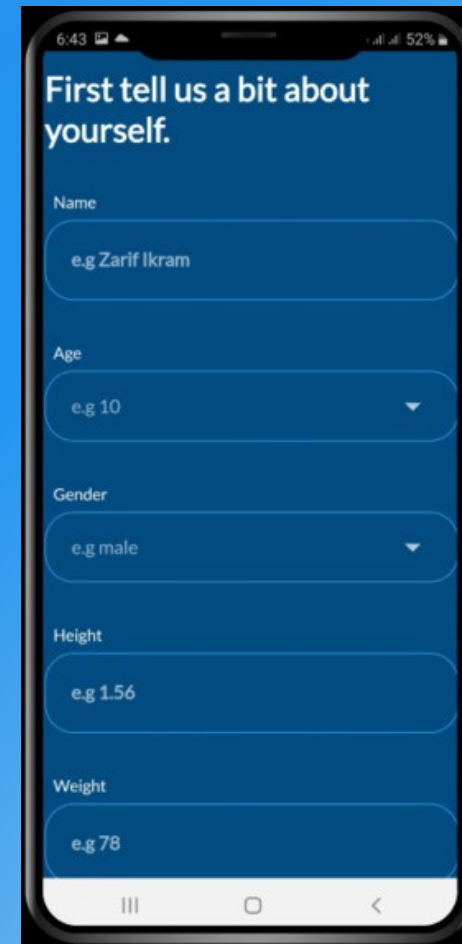 6:43 52%
First tell us a bit about
yourself.
Name
e.g Zarif Ikram
Age
e.g 10
Gender
e.g male
Height
e.g 1.56
Weight
e.g 78